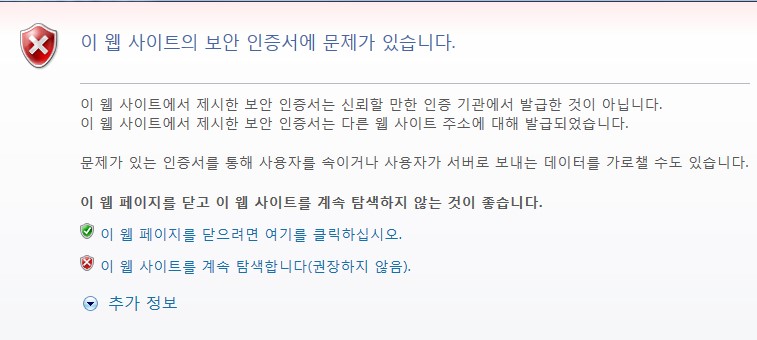 이 웹 사이트의 보안 인증서에 문제가 있습니다.
이 웹 사이트에서 제시한 보안 인증서는 신뢰할 만한 인증 기관에서 발급한 것이 아닙니다.
이 웹 사이트에서 제시한 보안 인증서는 다른 웹 사이트 주소에 대해 발급되었습니다.
문제가 있는 인증서를 통해 사용자를 속이거나 사용자가 서버로 보내는 데이터를 가로챌 수도 있습니다.
이 웹 페이지를 닫고 이 웹 사이트를 계속 탐색하지 않는 것이 좋습니다.
이 웹 페이지를 닫으려면 여기를 클릭하십시오.
이 웹 사이트를 계속 탐색합니다(권장하지 않음).
추가 정보